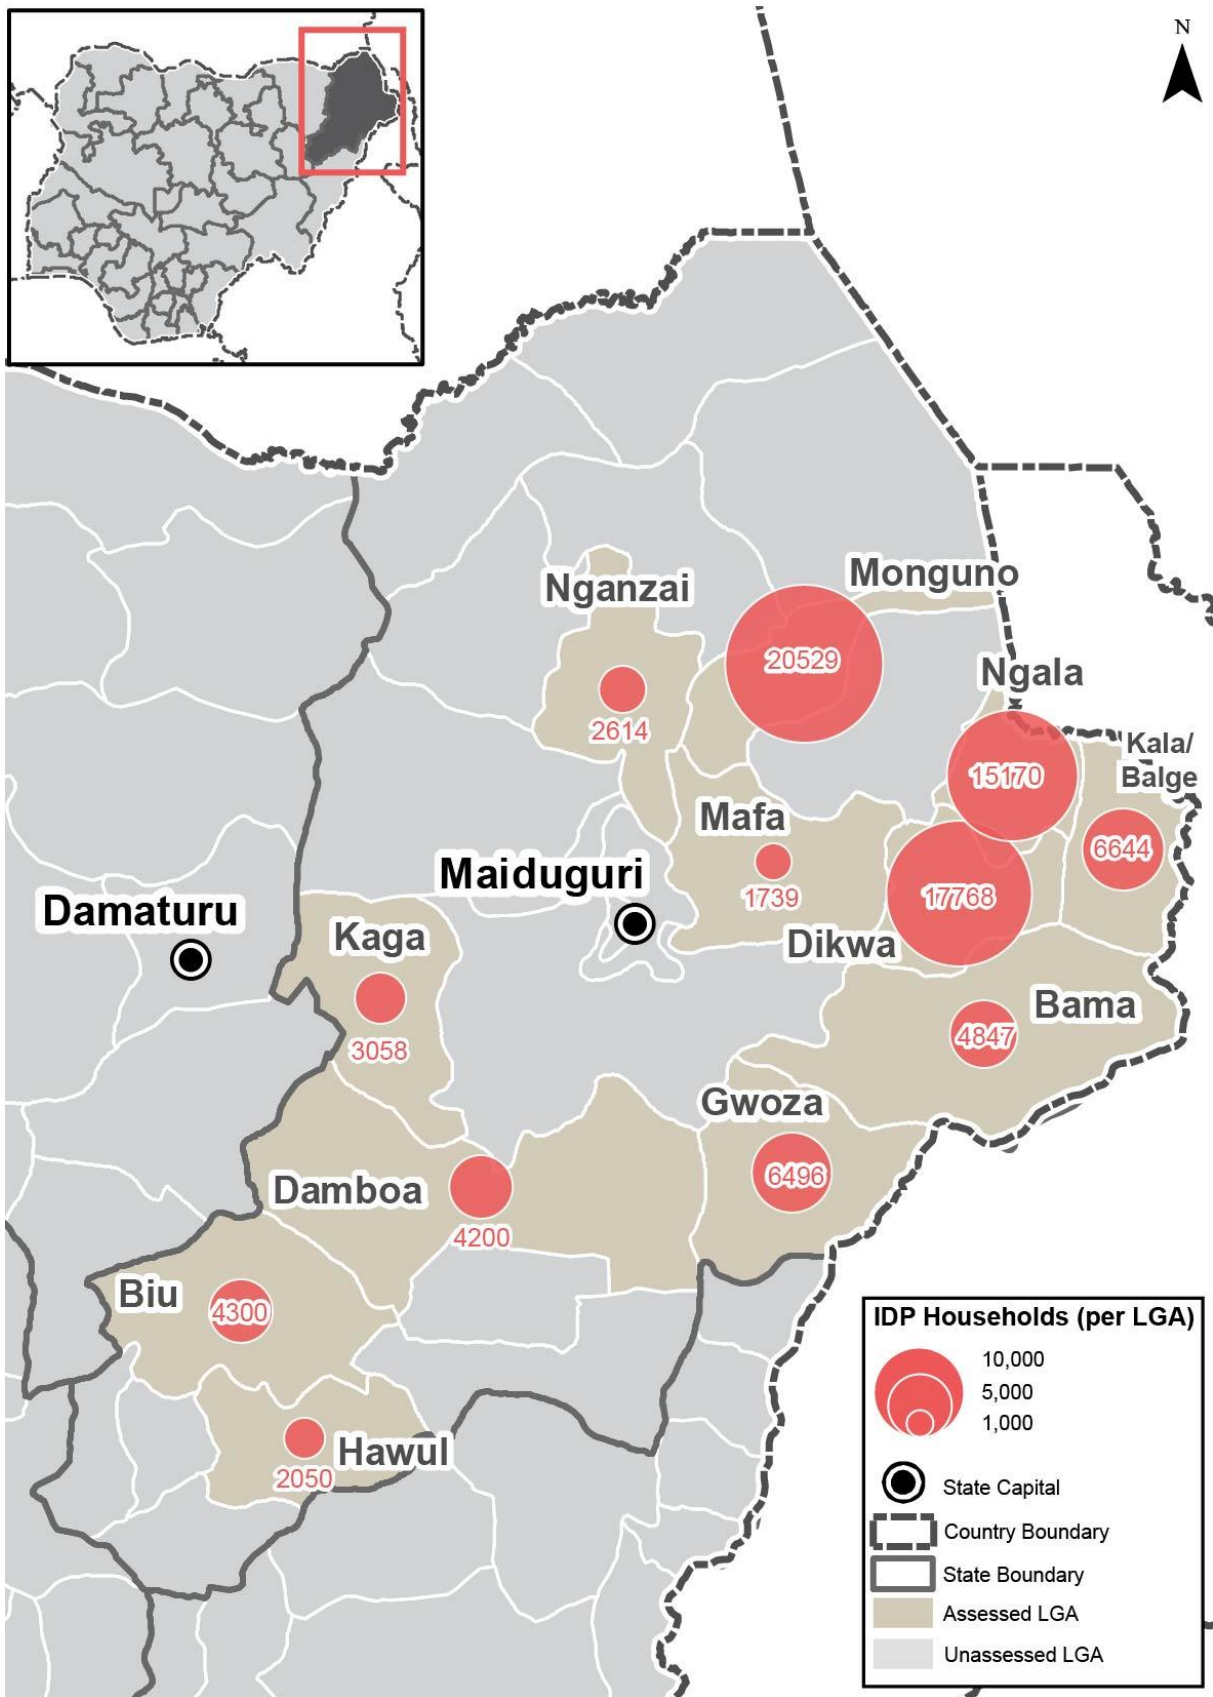 N
Monguno
Nganzai
20529
Ngala
2614
Kala/
Balge
15170
Mafa
6644
Maiduguri
1739
17768
Damaturu
Kaga
Dikwa
Bama
3058
4847
Gwoza
6496
Damboa
4200
Biu
4300
Hawul
2050
IDP Households (per LGA)
10,000
5,000
1,000
State Capital
Country Boundary
State Boundary
Assessed LGA
Unassessed LGA